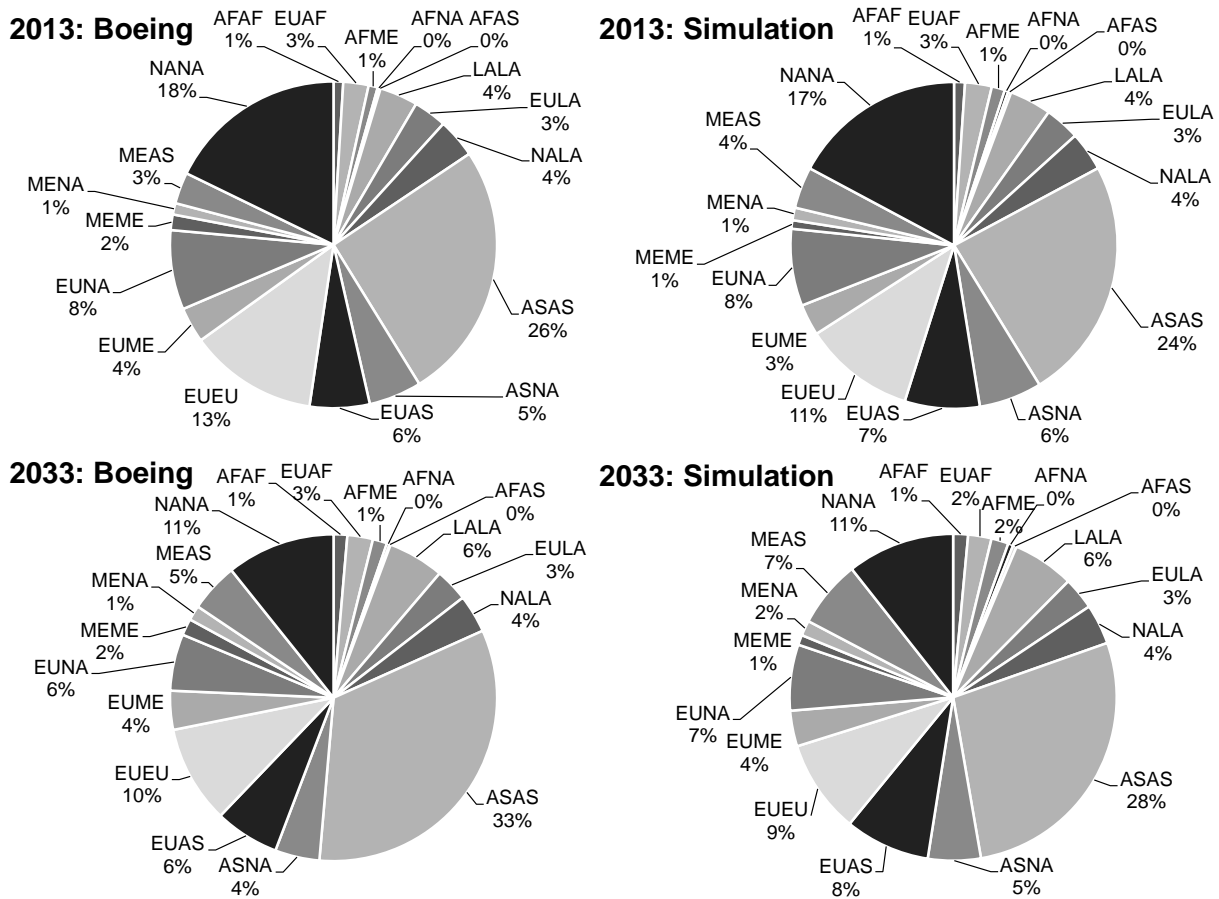 2013: Boeing
AFAF
1%
EUAF
3%
AFME
1%
AFNA
0%
AFAS
0%
LALA
4%
EULA
3%
NALA
4%
ASAS
26%
ASNA
5%
EUAS
6%
EUEU
13%
EUME
4%
EUNA
8%
MEME
2%
MENA
1%
MEAS
3%
NANA
18%
2013: Simulation
AFAF
1%
EUAF
3%
AFME
1%
AFNA
0%
AFAS
0%
LALA
4%
EULA
3%
NALA
4%
ASAS
24%
ASNA
6%
EUAS
7%
EUEU
11%
EUME
3%
EUNA
8%
MEME
1%
MENA
1%
MEAS
4%
NANA
17%
2033: Boeing
AFAF
1%
EUAF
3%
AFME
1%
AFNA
0%
AFAS
0%
LALA
6%
EULA
3%
NALA
4%
ASAS
33%
ASNA
4%
EUAS
6%
EUEU
10%
EUME
4%
EUNA
6%
MEME
2%
MENA
1%
MEAS
5%
NANA
11%
2033: Simulation
AFAF
1%
EUAF
2%
AFME
2%
AFNA
0%
AFAS
0%
LALA
6%
EULA
3%
NALA
4%
ASAS
28%
ASNA
5%
EUAS
8%
EUEU
9%
EUME
4%
EUNA
7%
MEME
1%
MENA
2%
MEAS
7%
NANA
11%